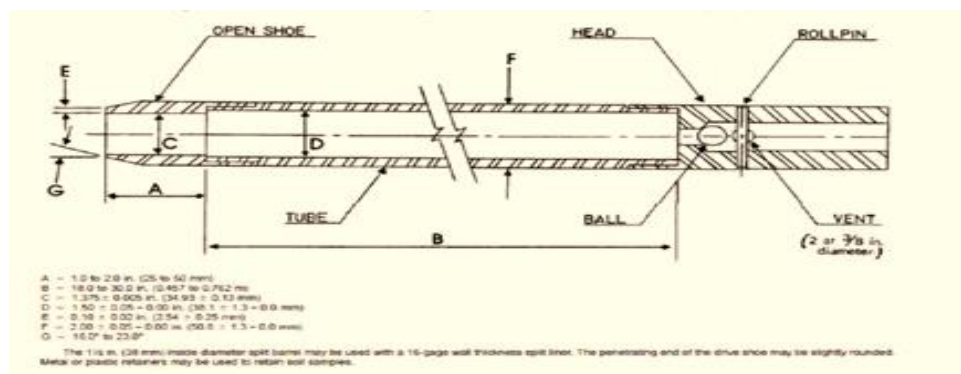 OPEN SHOE
HEAD
ROLLPIN
E
F
C
D
G
A
TUBE
B
BALL
VENT
(2 at 3/8 in.
diameter)
A - 1.0 to 2.0 in. (25 to 50 mm)
B - 18.0 to 30.0 in. (0.457 to 0.762 m)
C - 1.375 ± 0.005 in. (34.93 ± 0.13 mm)
D - 1.50 ± 0.05 - 0.00 in. (38.1 ± 1.3 - 0.0 mm)
E - 0.10 ± 0.02 in. (2.54 ± 0.25 mm)
F - 2.00 ± 0.05 - 0.00 in. (50.8 ± 1.3 - 0.0 mm)
G - 16.0° to 23.0°
The 1½ in. (38 mm) inside diameter split barrel may be used with a 16-gage wall thickness split liner. The penetrating end of the drive shoe may be slightly rounded.
Metal or plastic retainers may be used to retain soil samples.